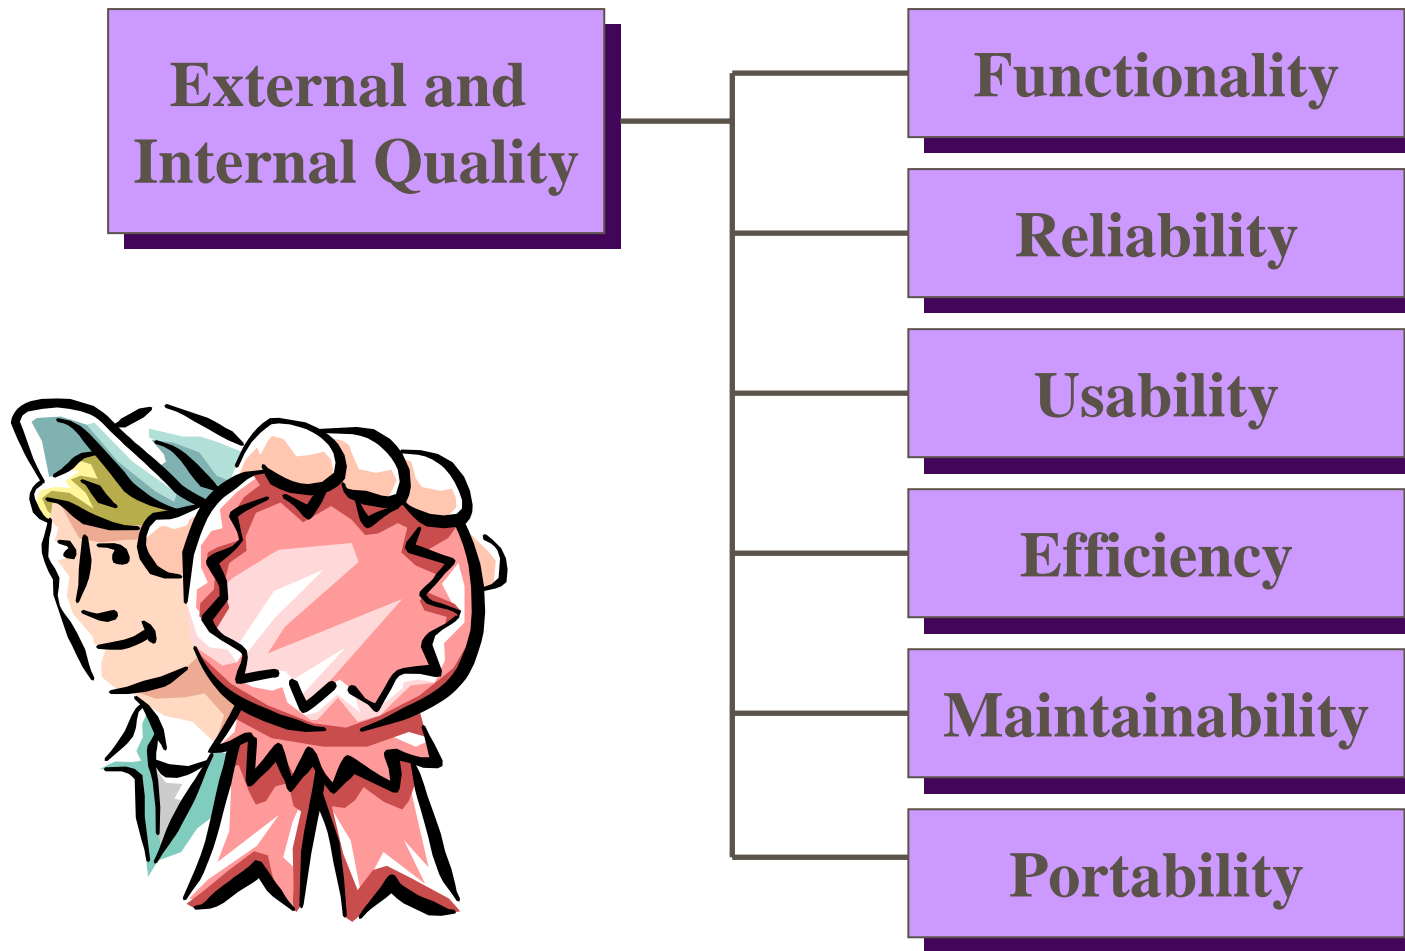 External and
Internal Quality
Functionality
Reliability
Usability
Efficiency
Maintainability
Portability